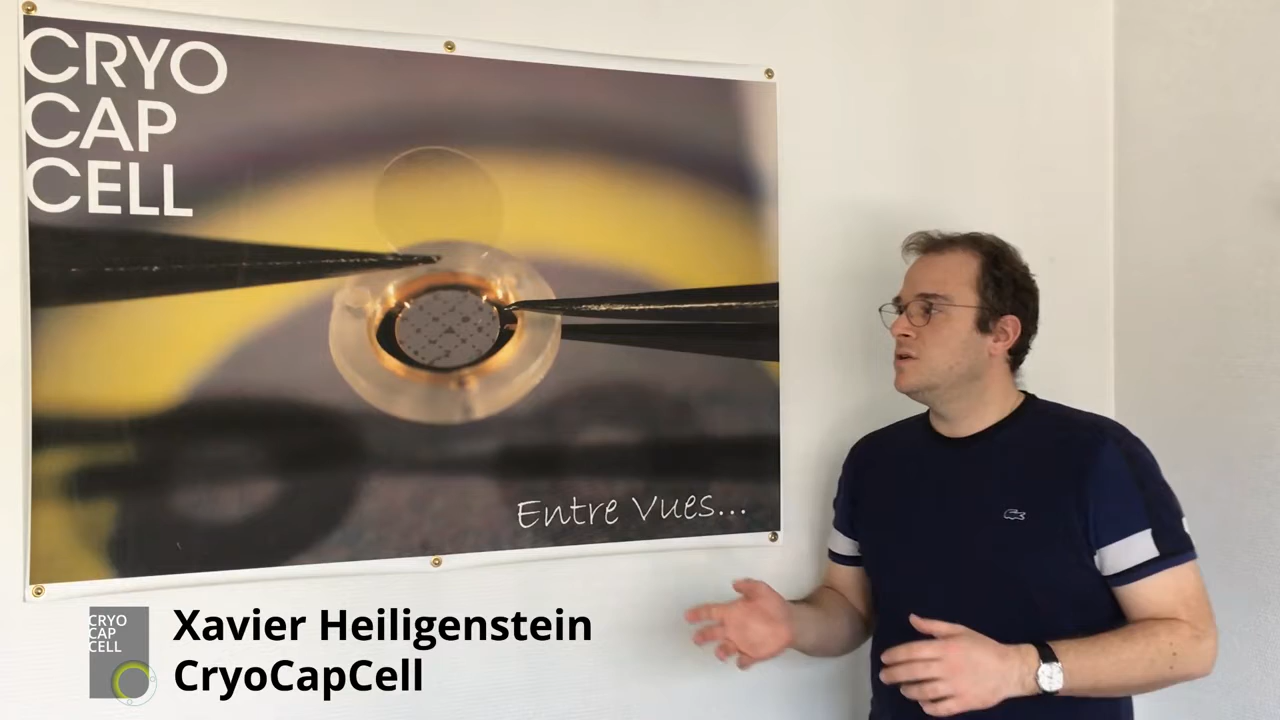 CRYO
CAP
CELL
Entre Vues...
CRYO
CAP
CELL
Xavier Heiligenstein
CryoCapCell